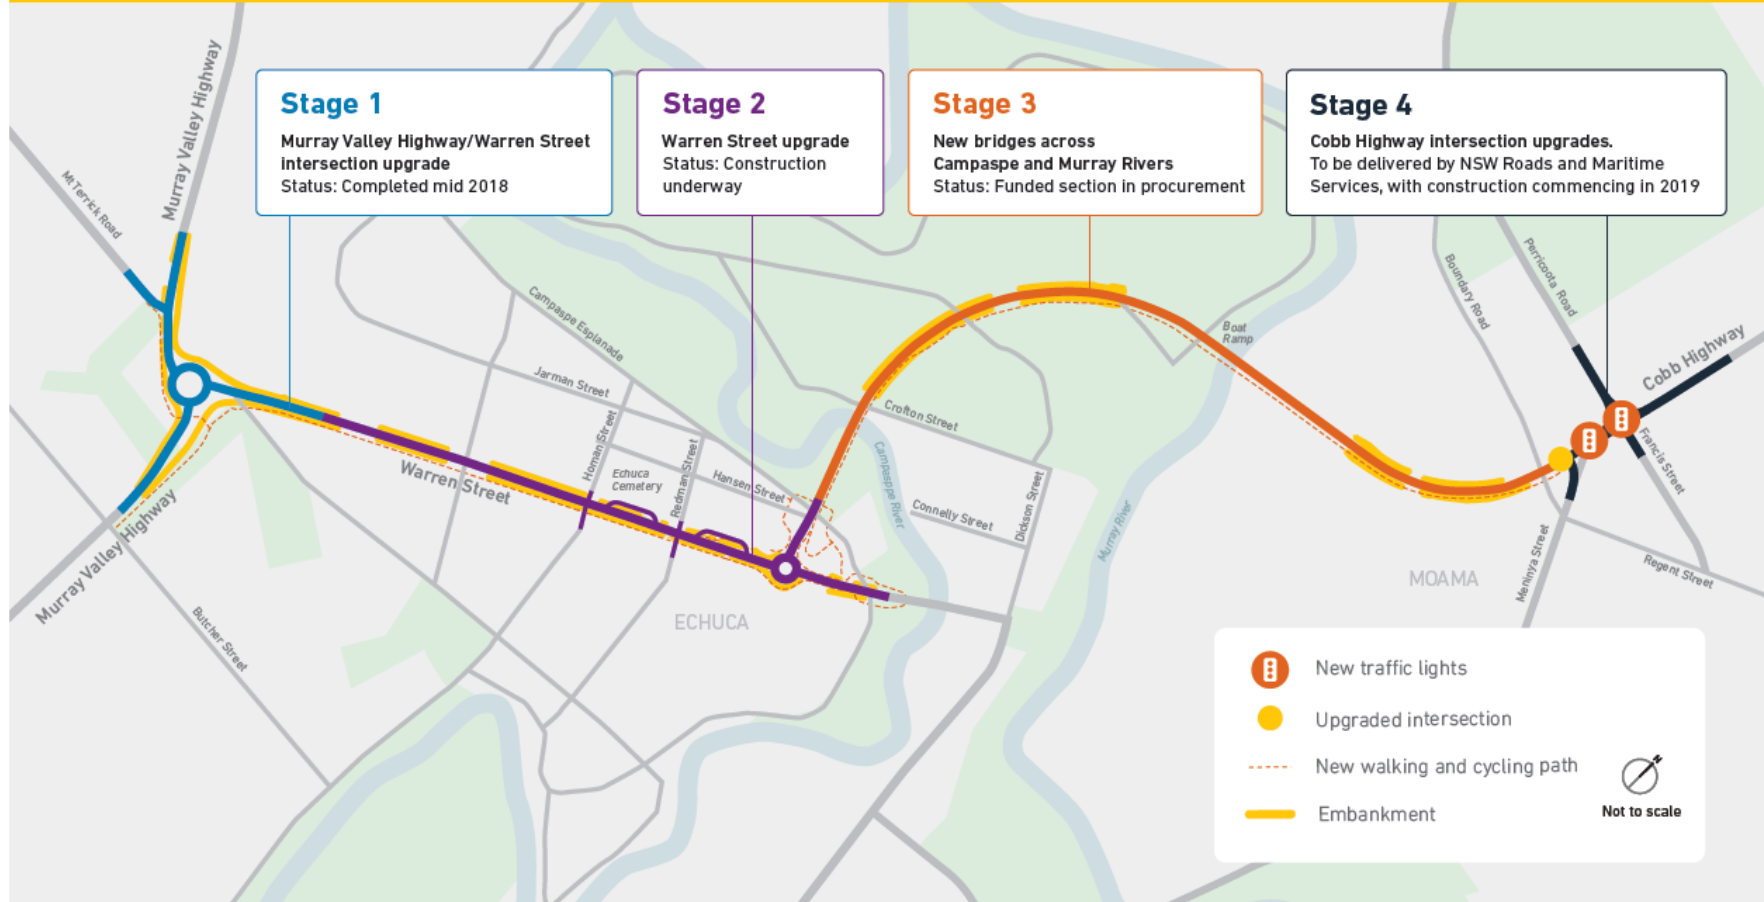 Stage 1
Murray Valley Highway/Warren Street
intersection upgrade
Status: Completed mid 2018
Stage 2
Warren Street upgrade
Status: Construction
underway
Stage 3
New bridges across
Campaspe and Murray Rivers
Status: Funded section in procurement
Stage 4
Cobb Highway intersection upgrades.
To be delivered by NSW Roads and Maritime
Services, with construction commencing in 2019
Murray Valley Highway
Mt Terrick Road
Campaspe Esplanade
Jarman Street
Homan Street
Redman Street
Echuca
Cemetery
Hansen Street
Warren Street
Murray Valley Highway
Butcher Street
ECHUCA
Crofton Street
Campasppe River
Connelly Street
Dickson Street
Murray River
Boat
Ramp
Boundary Road
Perricoota Road
Cobb Highway
Francis Street
Meninya Street
Regent Street
MOAMA
New traffic lights
Upgraded intersection
New walking and cycling path
Embankment
N
Not to scale